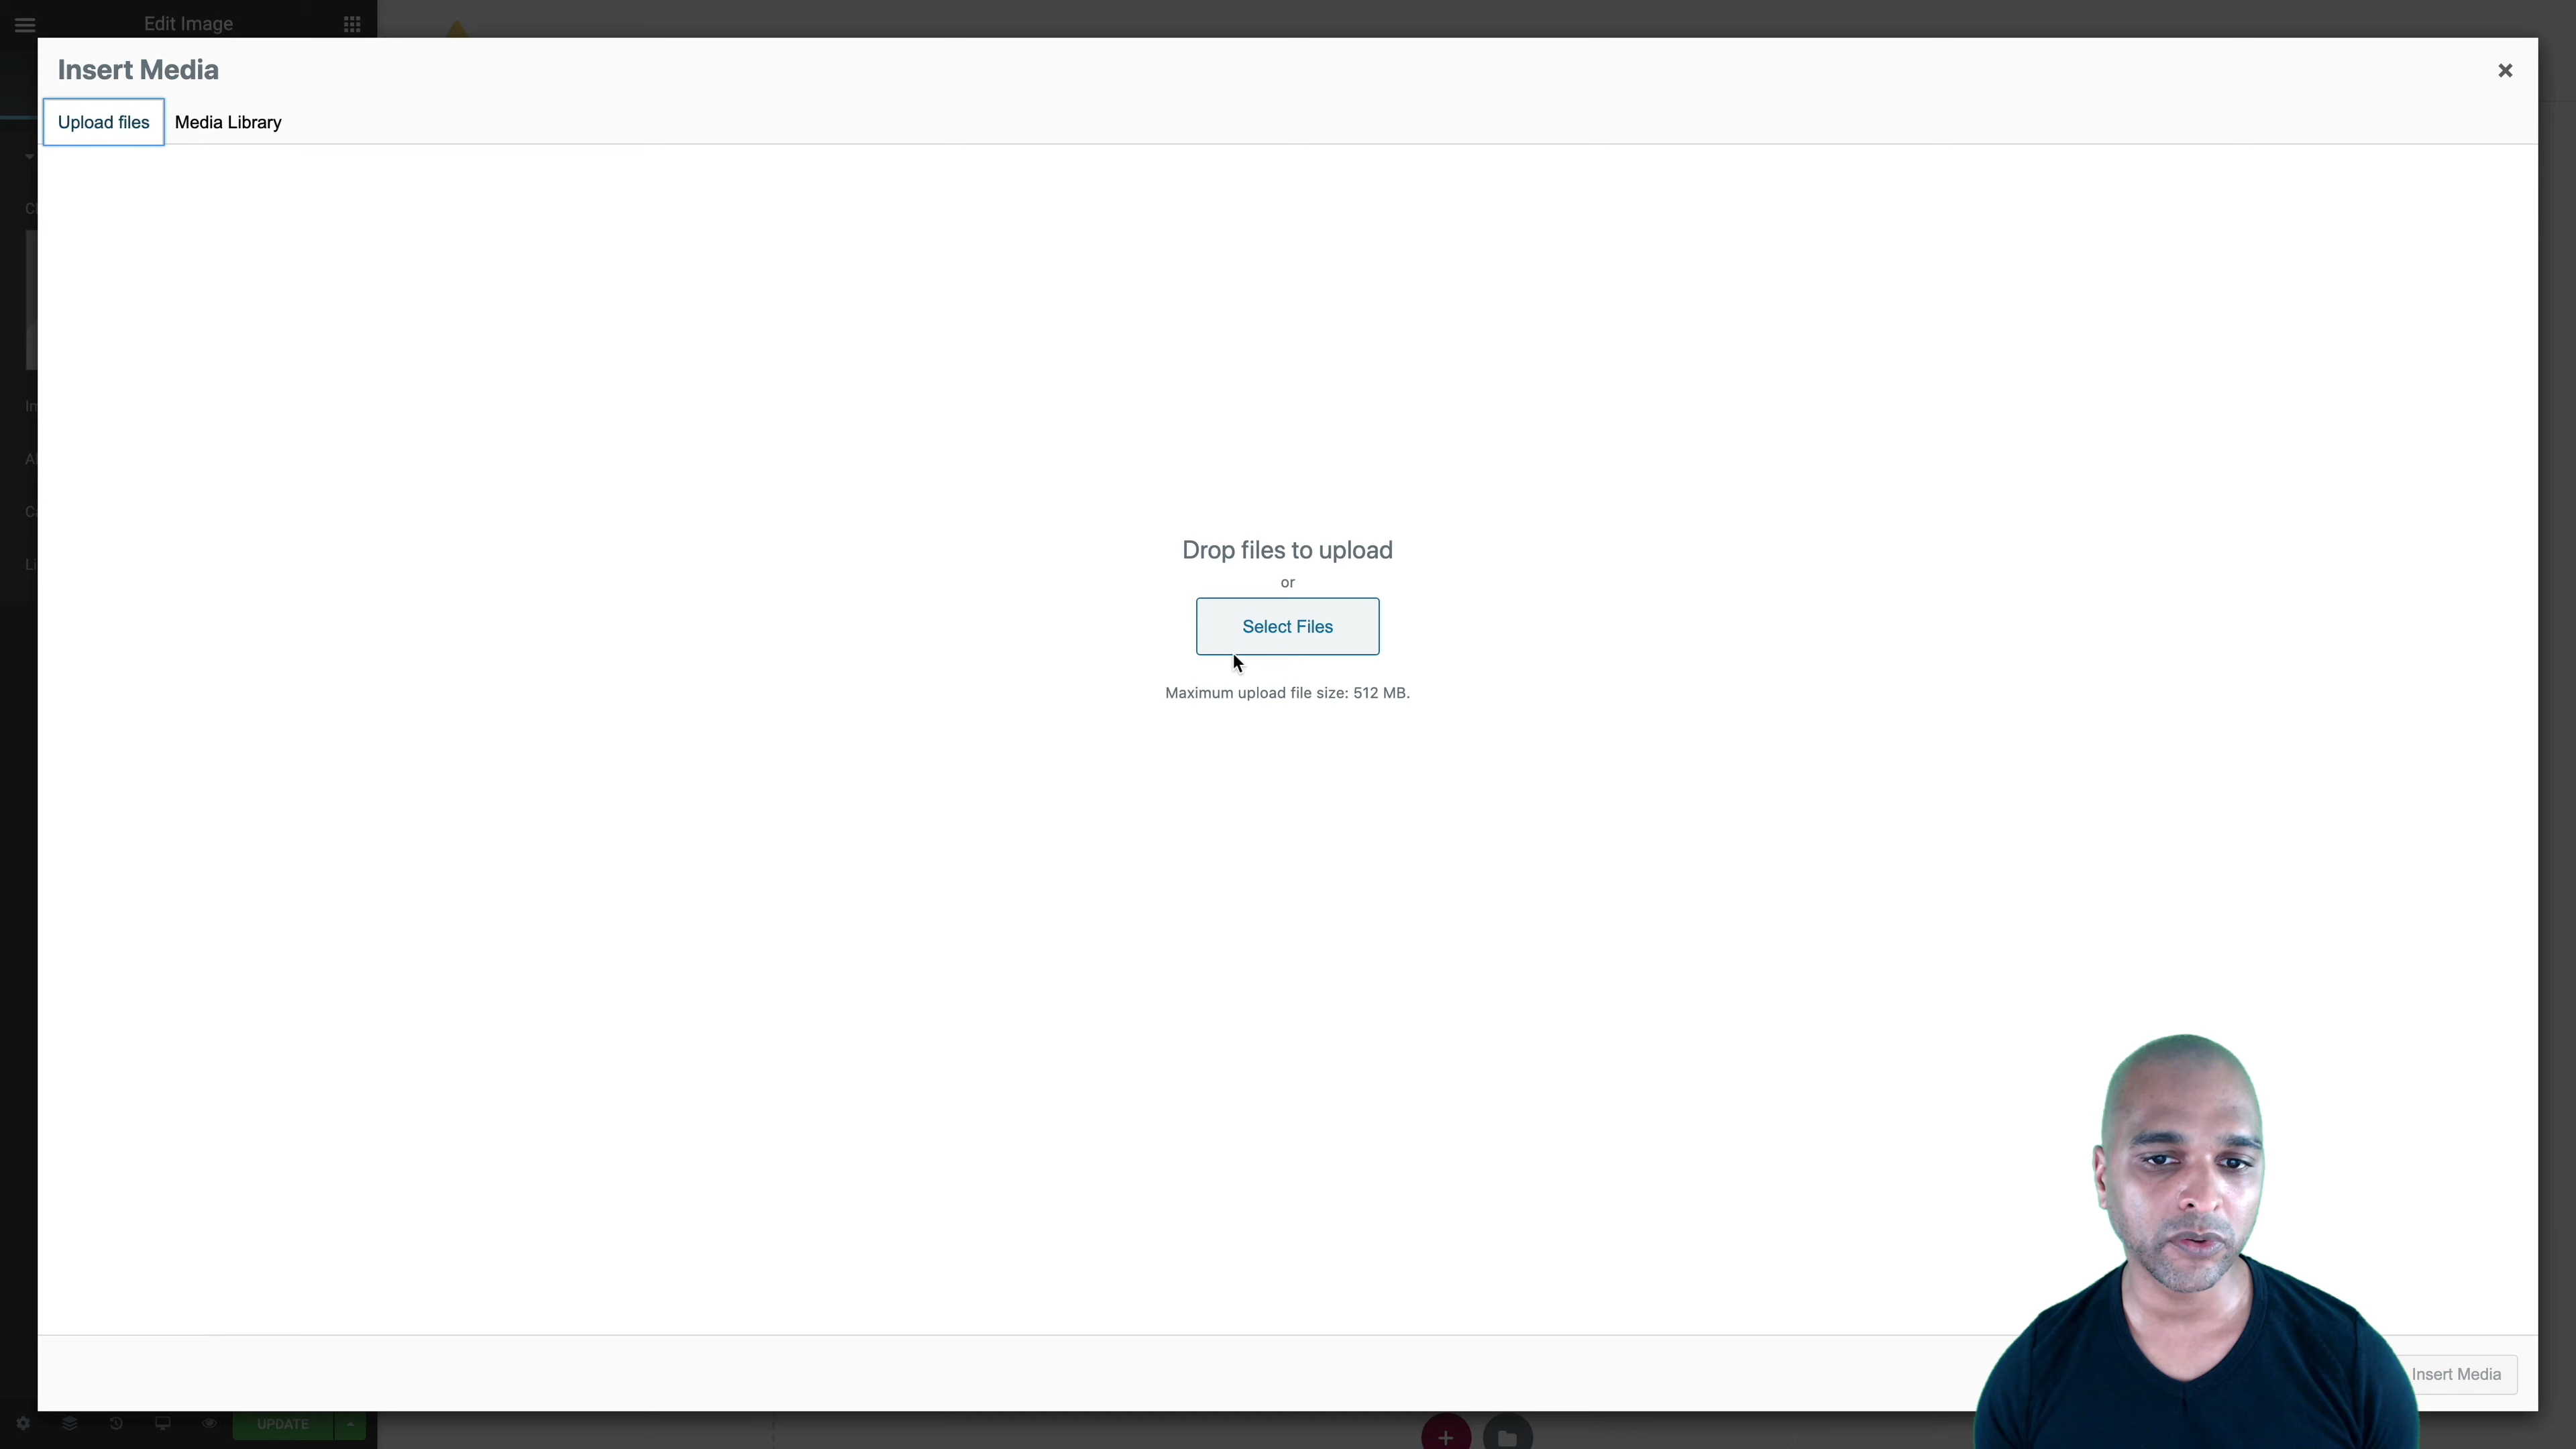 Edit Image
Insert Media
Upload files Media Library
Drop files to upload
or
Select Files
Maximum upload file size: 512 MB.
Insert Media
UPDATE